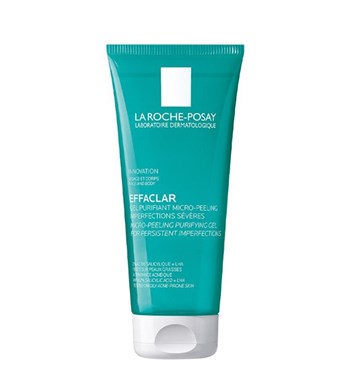 LA ROCHE-POSAY
LABORATOIRE DERMATOLOGIQUE
INNOVATION
VISAGE ET CORPS
FACE AND BODY
EFFACLAR
GEL PURIFIANT MICRO-PEELING
IMPERFECTIONS SÉVÈRES
MICRO-PEELING PURIFYING GEL
FOR PERSISTENT IMPERFECTIONS